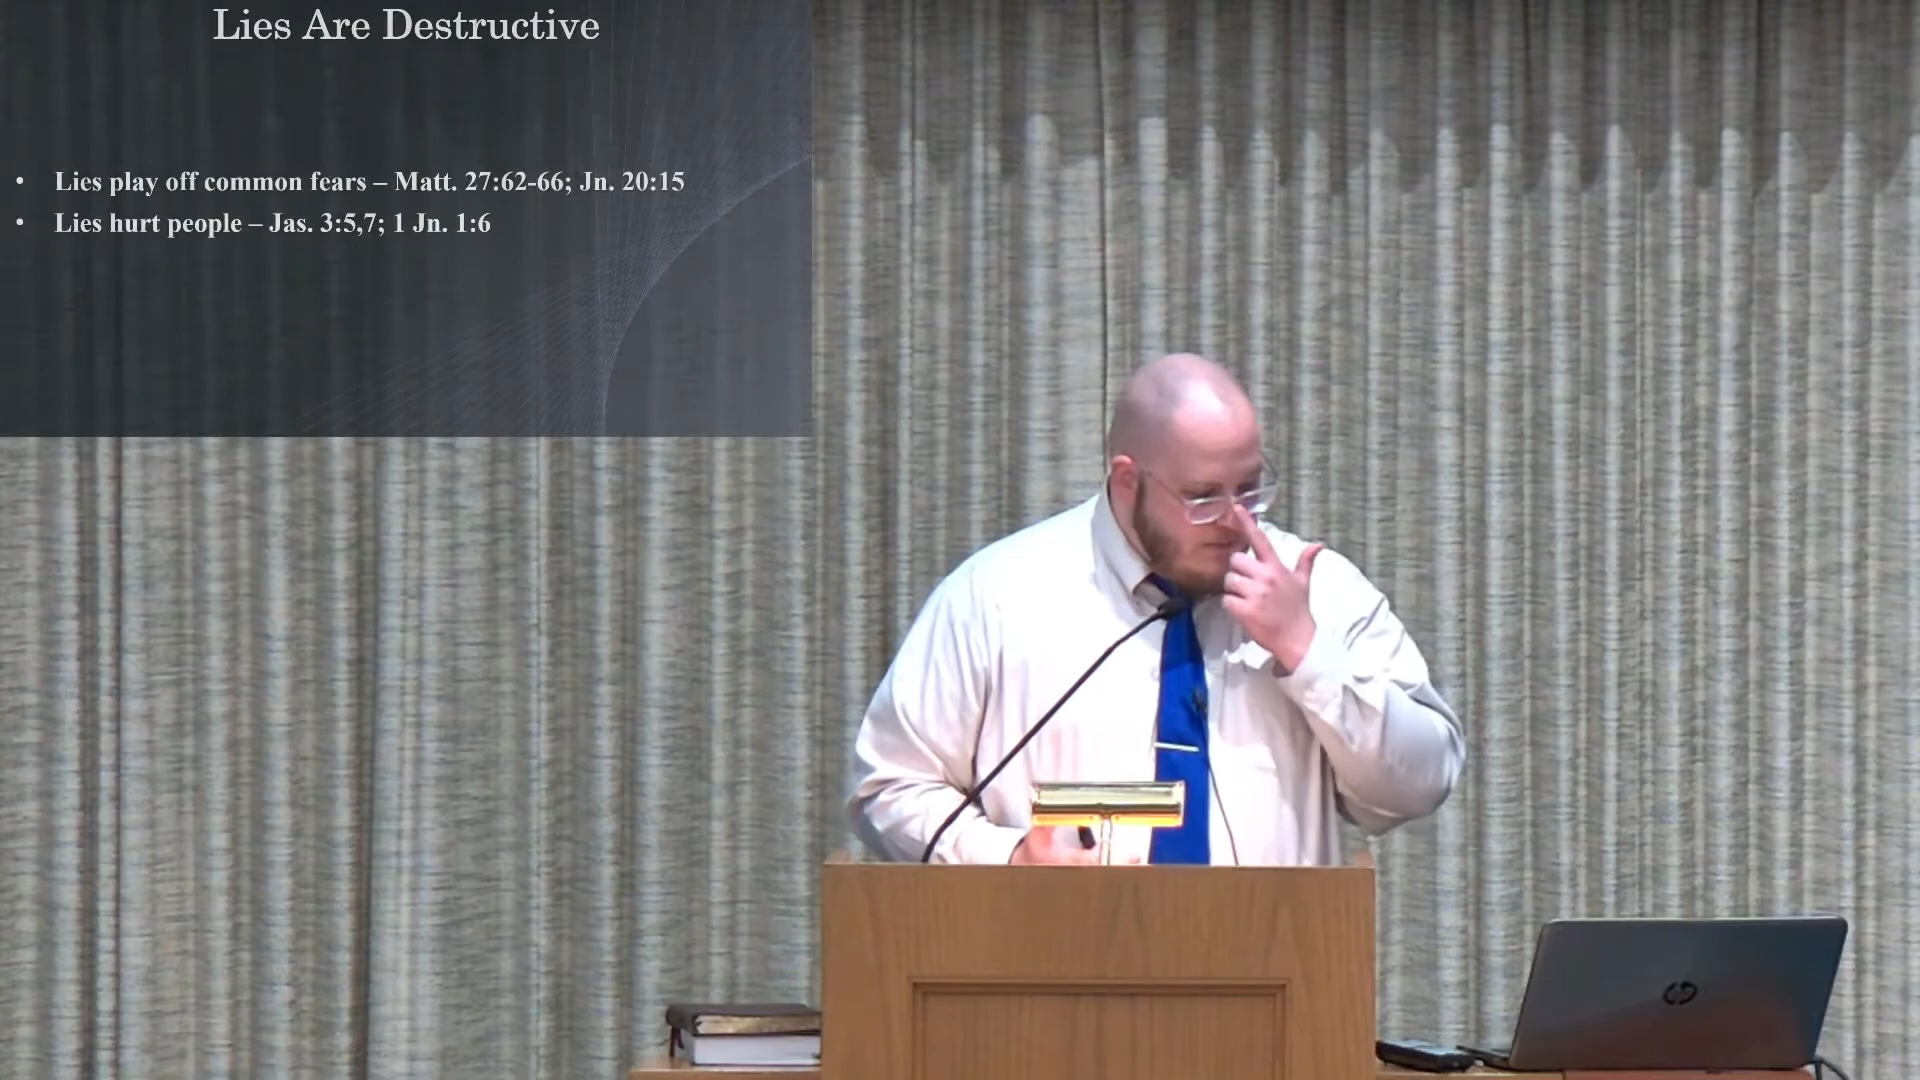 Lies Are Destructive
• Lies play off common fears – Matt. 27:62-66; Jn. 20:15
• Lies hurt people – Jas. 3:5,7; 1 Jn. 1:6
hp